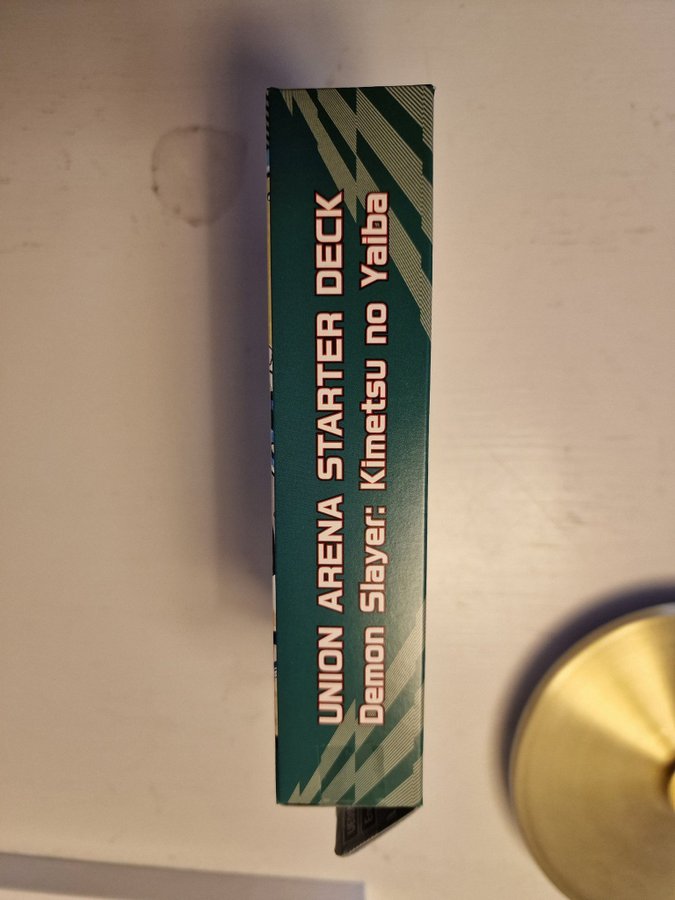 UNION ARENA STARTER DECK
Demon Slayer: Kimetsu no Yaiba